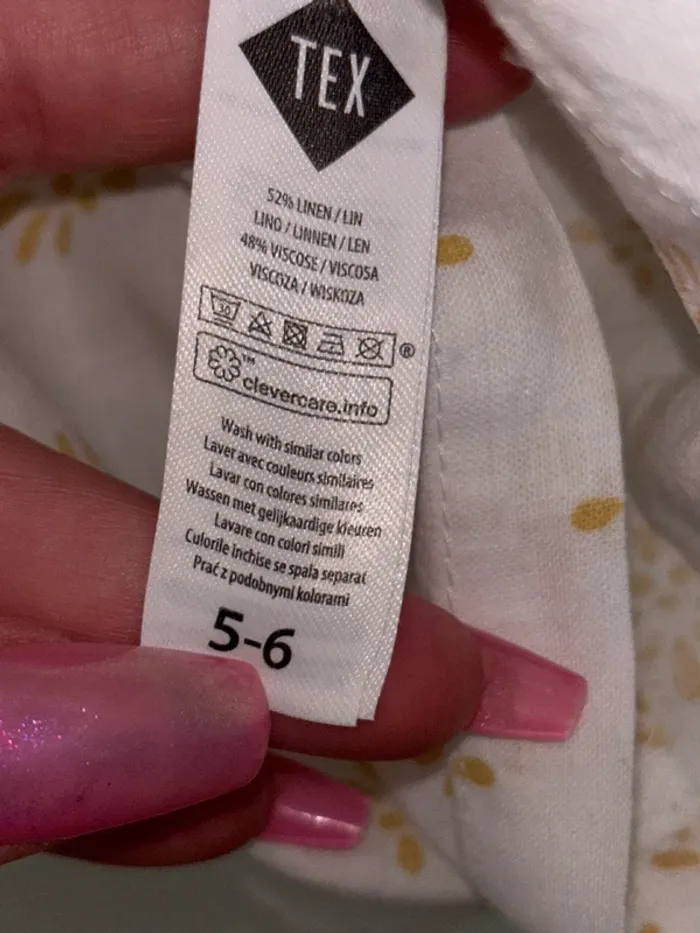 TEX
52% LINEN / LIN
LINO / LINNEN / LEN
48% VISCOSE / VISCOSA
VISCOZA / WISKOZA
30
®
™
clevercare.info
Wash with similar colors
Laver avec couleurs similaires
Lavar con colores similares
Wassen met gelijkaardige kleuren
Lavare con colori simili
Culorile inchise se spala separat
Prać z podobnymi kolorami
5-6